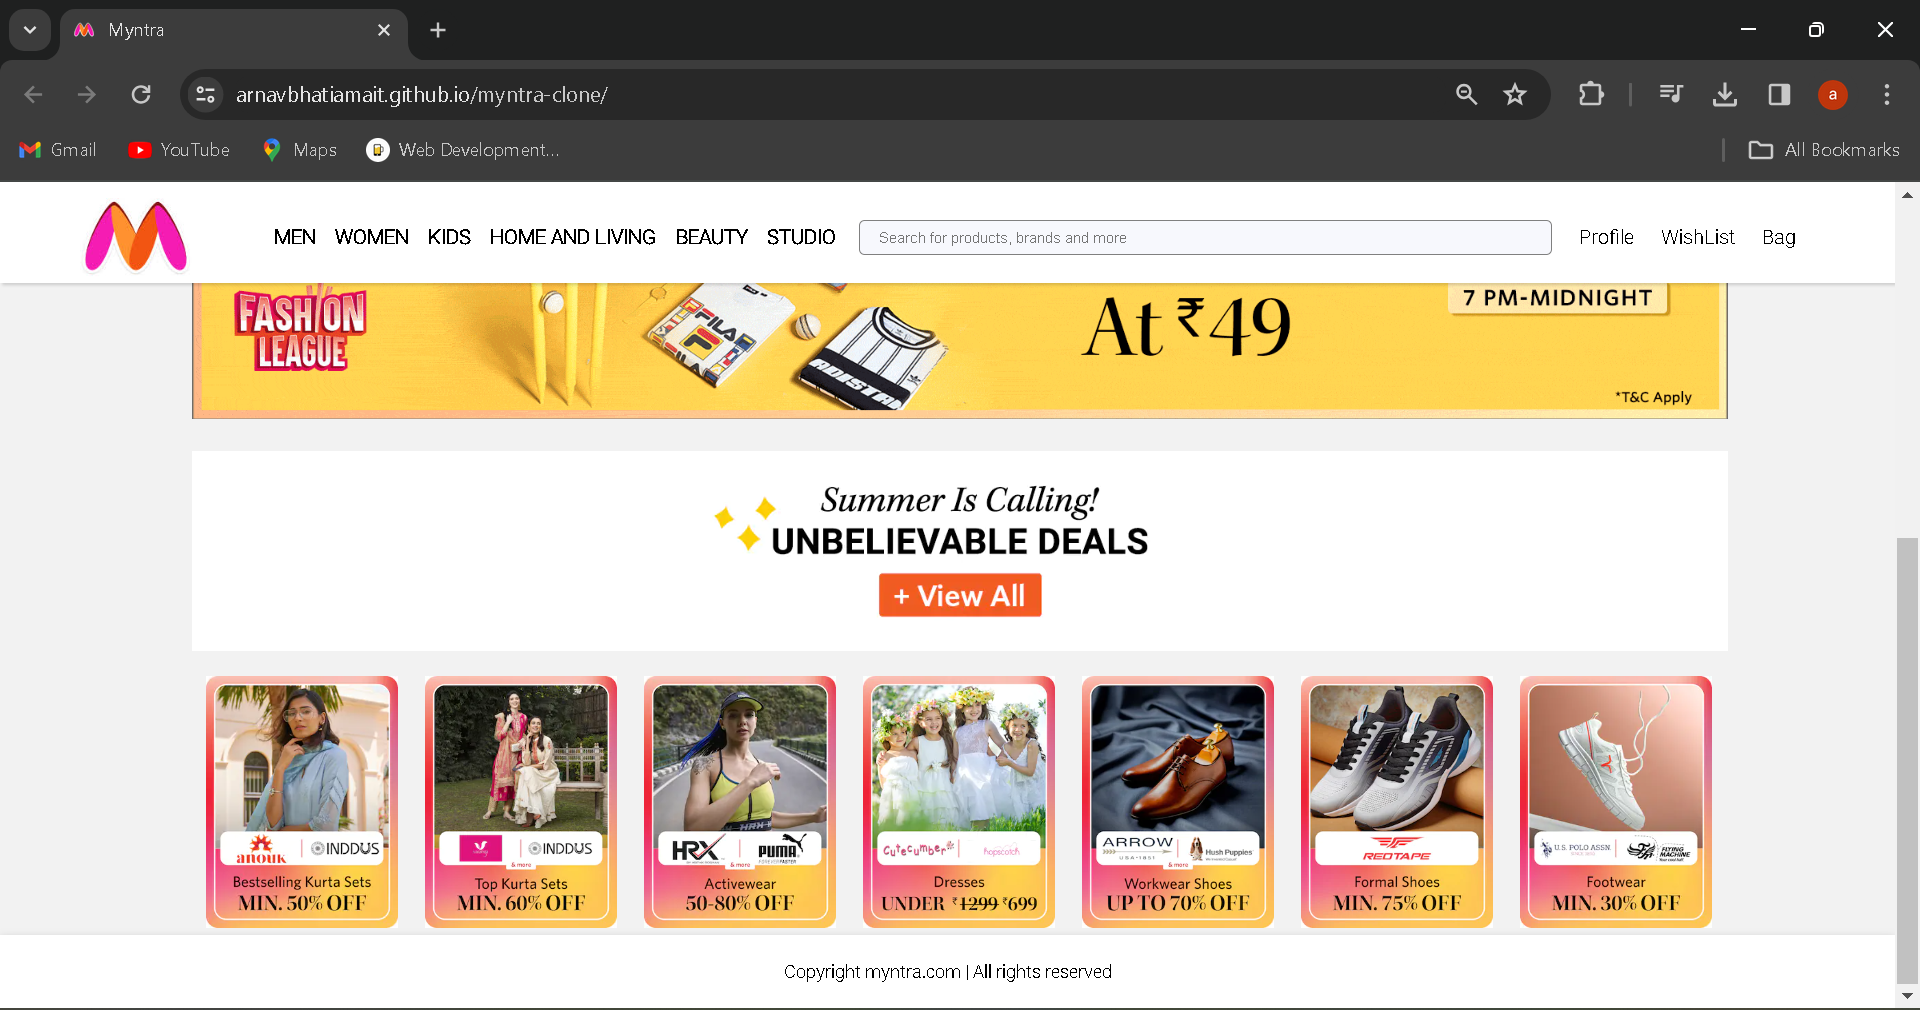 Myntra
arnavbhatiamait.github.io/myntra-clone/
a
Gmail
YouTube
Maps
Web Development...
All Bookmarks
MEN WOMEN KIDS HOME AND LIVING BEAUTY STUDIO
Search for products, brands and more
Profile WishList Bag
FASHION
LEAGUE
FILA
F
ADISTAR
At ₹49
7 PM-MIDNIGHT
*T&C Apply
Summer Is Calling!
UNBELIEVABLE DEALS
+ View All
anouk | INDDUS
Bestselling Kurta Sets
MIN. 50% OFF
INDDUS
& more
Top Kurta Sets
MIN. 60% OFF
HRX | PUMA
FOREVER FASTER
& more
Activewear
50-80% OFF
cutecumber | hopscotch
Dresses
UNDER ₹1299 ₹699
ARROW
USA • 1851
Hush Puppies
& more
Workwear Shoes
UP TO 70% OFF
REDTAPE
Formal Shoes
MIN. 75% OFF
U.S. POLO ASSN. | FLYING
MACHINE
Footwear
MIN. 30% OFF
Copyright myntra.com | All rights reserved